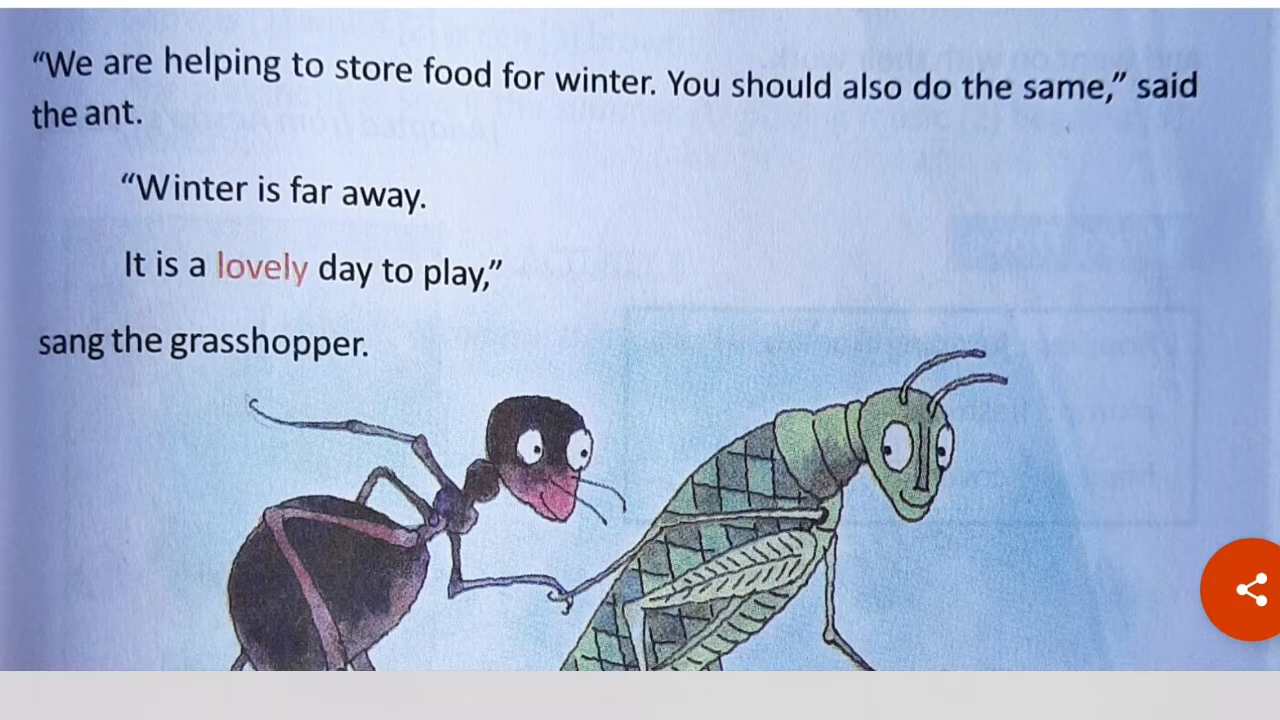 “We are helping to store food for winter. You should also do the same,” said
the ant.
“Winter is far away.
It is a lovely day to play,”
sang the grasshopper.